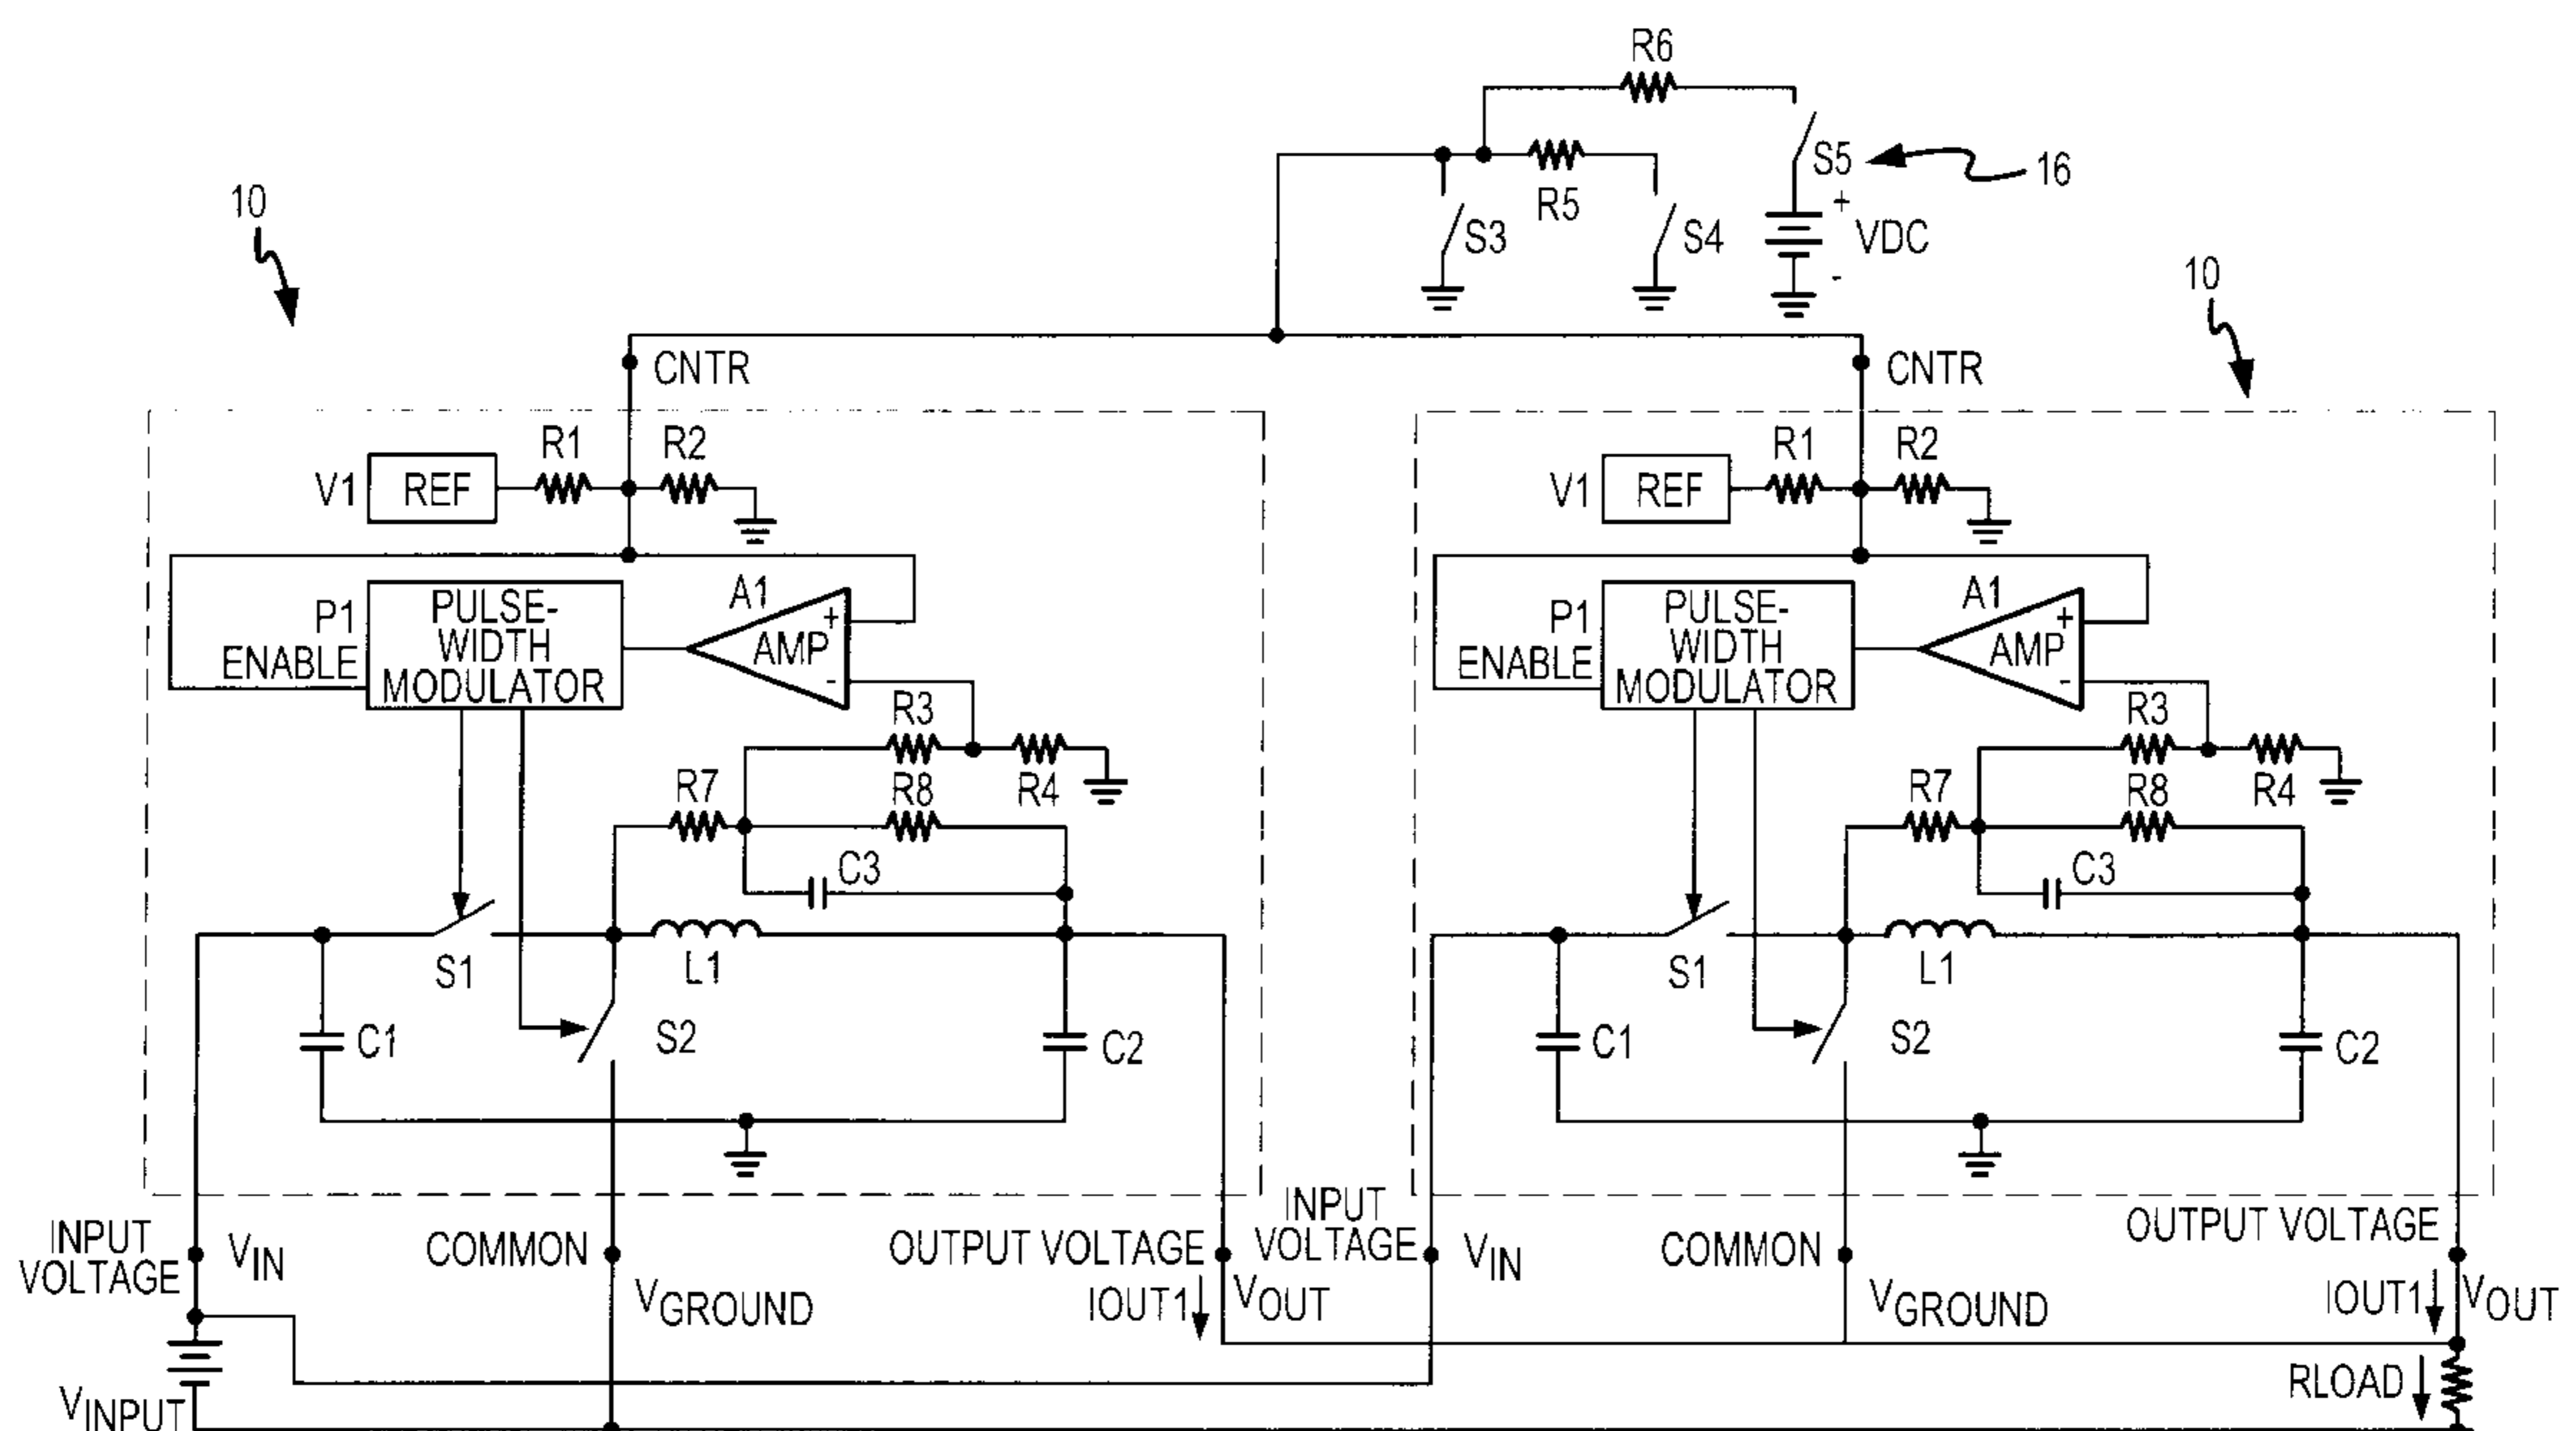 R6
S5
16
R5
+
VDC
-
S3
S4
10
10
CNTR
CNTR
R1
R2
V1
REF
R1
R2
V1
REF
P1
ENABLE
PULSE-
WIDTH
MODULATOR
A1
AMP
+
-
P1
ENABLE
PULSE-
WIDTH
MODULATOR
A1
AMP
+
-
R3
R7
R8
R4
C3
R3
R7
R8
R4
C3
S1
L1
S2
C1
C2
S1
L1
S2
C1
C2
INPUT
VOLTAGE
VIN
COMMON
VGROUND
OUTPUT VOLTAGE
IOUT1
VOUT
INPUT
VOLTAGE
VIN
COMMON
VGROUND
OUTPUT VOLTAGE
IOUT1
VOUT
RLOAD
VINPUT